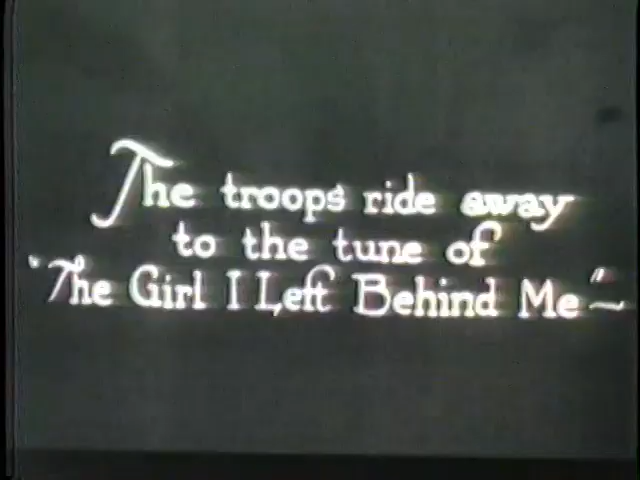 The troops ride away
to the tune of
"The Girl I Left Behind Me"~